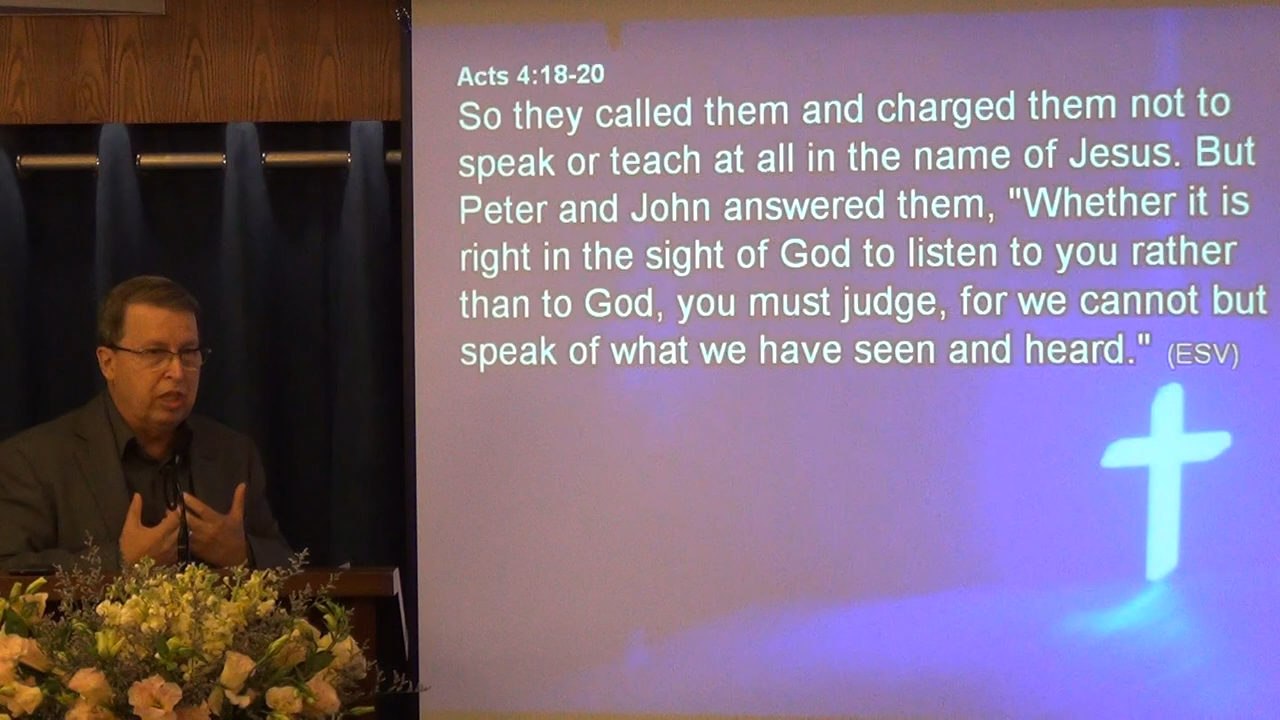 Acts 4:18-20
So they called them and charged them not to
speak or teach at all in the name of Jesus. But
Peter and John answered them, "Whether it is
right in the sight of God to listen to you rather
than to God, you must judge, for we cannot but
speak of what we have seen and heard." (ESV)